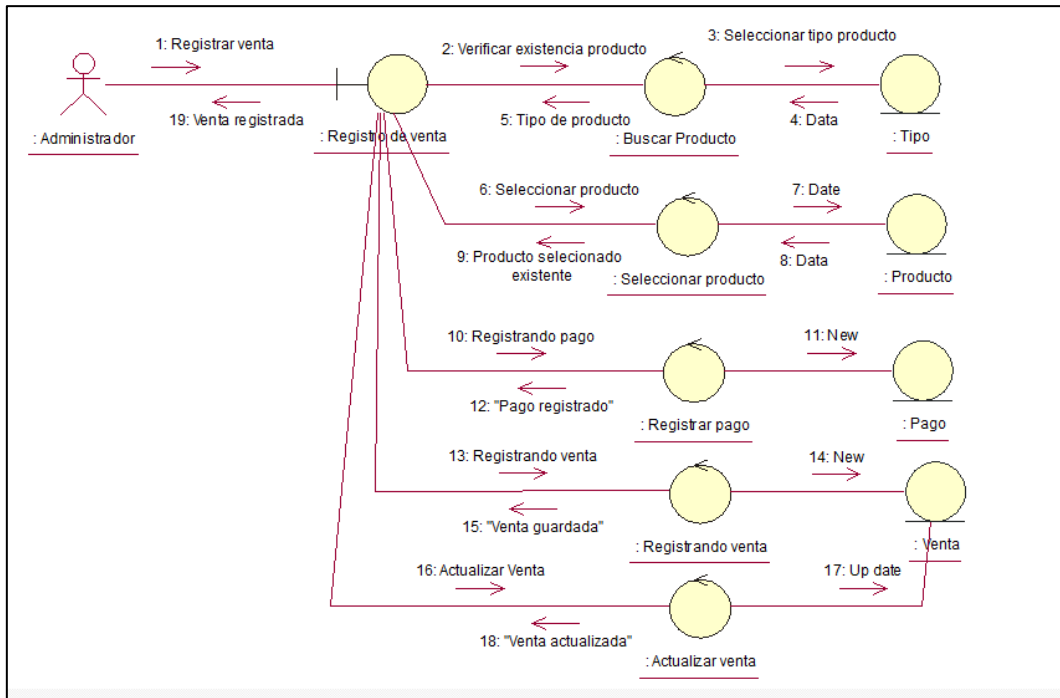 1: Registrar venta
2: Verificar existencia producto
3: Seleccionar tipo producto
19: Venta registrada
5: Tipo de producto
4: Data
: Administrador
: Registro de venta
: Buscar Producto
: Tipo
6: Seleccionar producto
7: Date
9: Producto selecionado
existente
8: Data
: Seleccionar producto
: Producto
10: Registrando pago
11: New
12: "Pago registrado"
: Registrar pago
: Pago
13: Registrando venta
14: New
15: "Venta guardada"
: Registrando venta
: Venta
16: Actualizar Venta
17: Up date
18: "Venta actualizada"
: Actualizar venta